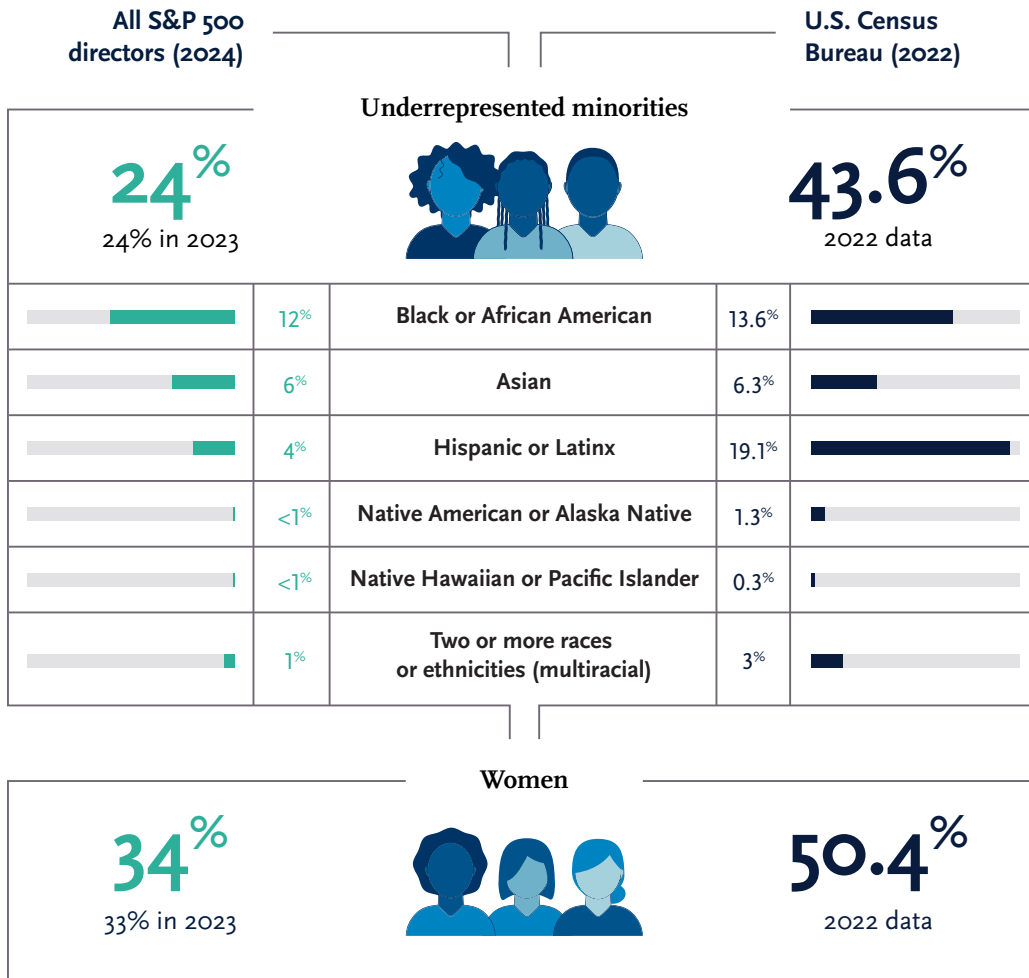 All S&P 500
directors (2024)
U.S. Census
Bureau (2022)
Underrepresented minorities
24%
24% in 2023
43.6%
2022 data
12% Black or African American 13.6%
6% Asian 6.3%
4% Hispanic or Latinx 19.1%
<1% Native American or Alaska Native 1.3%
<1% Native Hawaiian or Pacific Islander 0.3%
1% Two or more races
or ethnicities (multiracial) 3%
Women
34%
33% in 2023
50.4%
2022 data